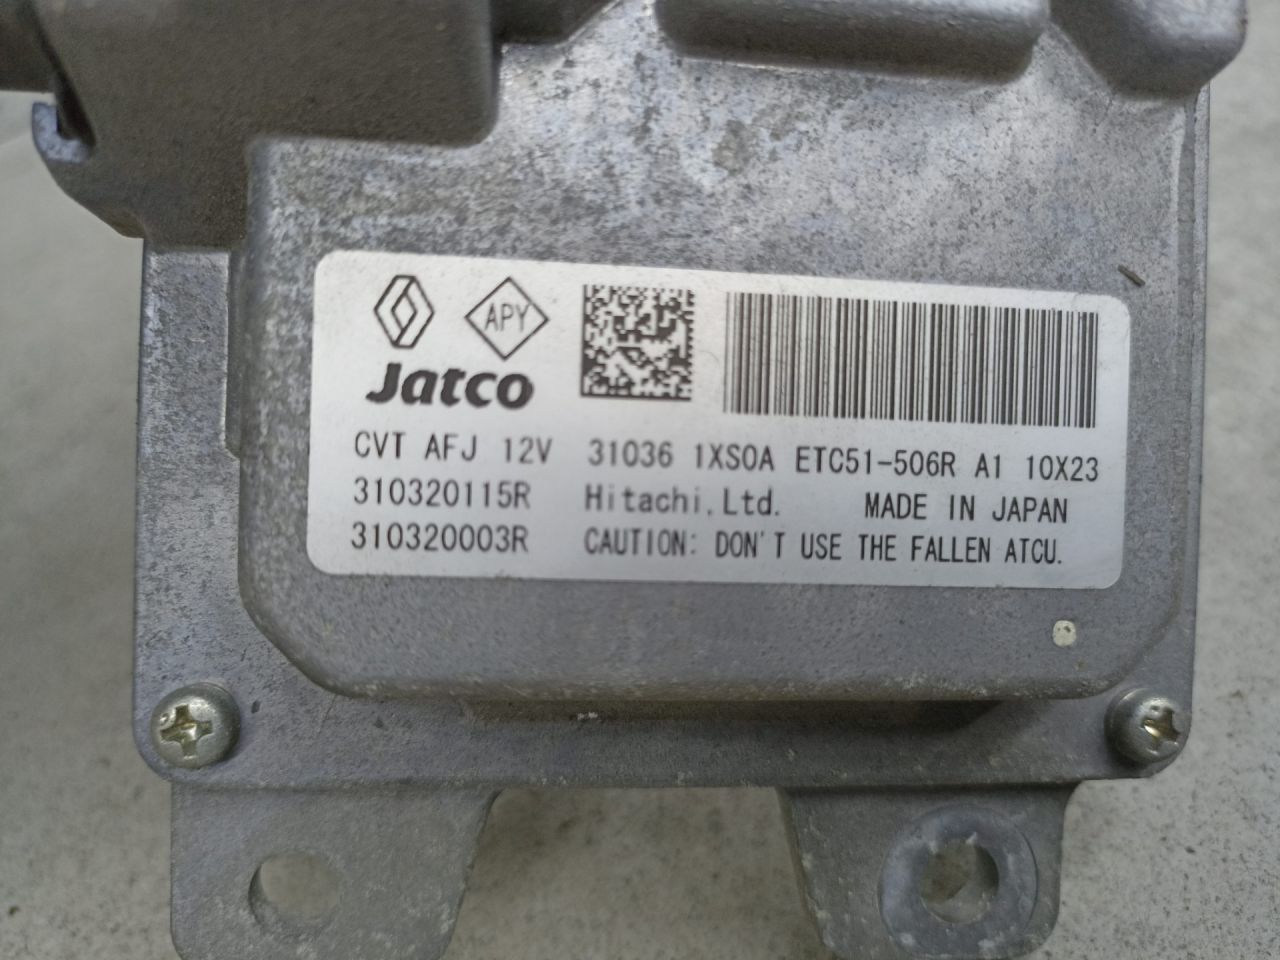 APY
Jatco
CVT AFJ 12V 31036 1XS0A ETC51-506R A1 10X23
310320115R Hitachi,Ltd. MADE IN JAPAN
310320003R CAUTION: DON'T USE THE FALLEN ATCU.